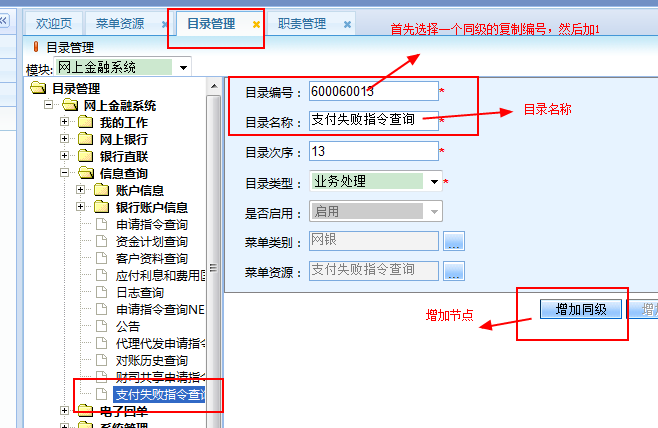 欢迎页 菜单资源 目录管理 职责管理
首先选择一个同级的复制编号，然后加1
目录管理
模块: 网上金融系统
目录管理
网上金融系统
我的工作
网上银行
银行直联
信息查询
账户信息
银行账户信息
申请指令查询
资金计划查询
客户资料查询
应付利息和费用
日志查询
申请指令查询NE
公告
代理代发申请指令
对账历史查询
财司共享申请指令
支付失败指令查询
电子回单
系统管理
目录编号： 600060013 *
目录名称： 支付失败指令查询 *
目录名称
目录次序： 13
目录类型： 业务处理 *
是否启用： 启用
菜单类别： 网银 ...
菜单资源： 支付失败指令查询 ...
增加同级
增加节点